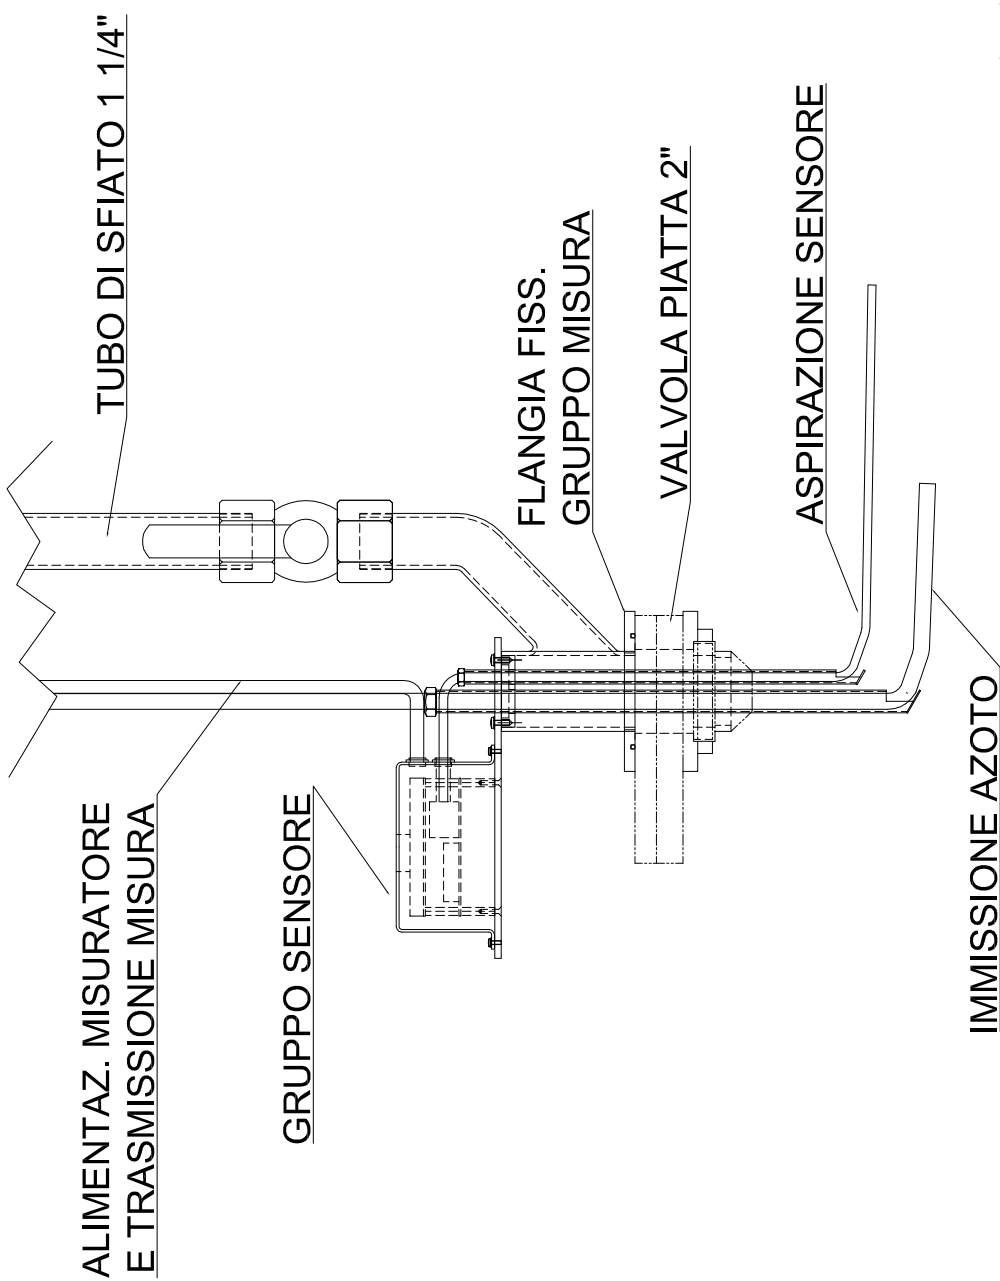 ALIMENTAZ. MISURATORE
E TRASMISSIONE MISURA
TUBO DI SFIATO 1 1/4"
GRUPPO SENSORE
FLANGIA FISS.
GRUPPO MISURA
VALVOLA PIATTA 2"
ASPIRAZIONE SENSORE
IMMISSIONE AZOTO